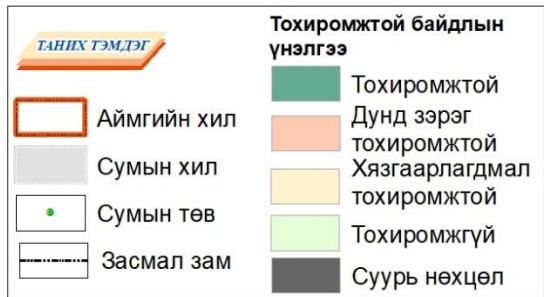 ТАНИХ ТЭМДЭГ
Аймгийн хил
Сумын хил
Сумын төв
Засмал зам
Тохиромжтой байдлын
үнэлгээ
Тохиромжтой
Дунд зэрэг
тохиромжтой
Хязгаарлагдмал
тохиромжтой
Тохиромжгүй
Суурь нөхцөл